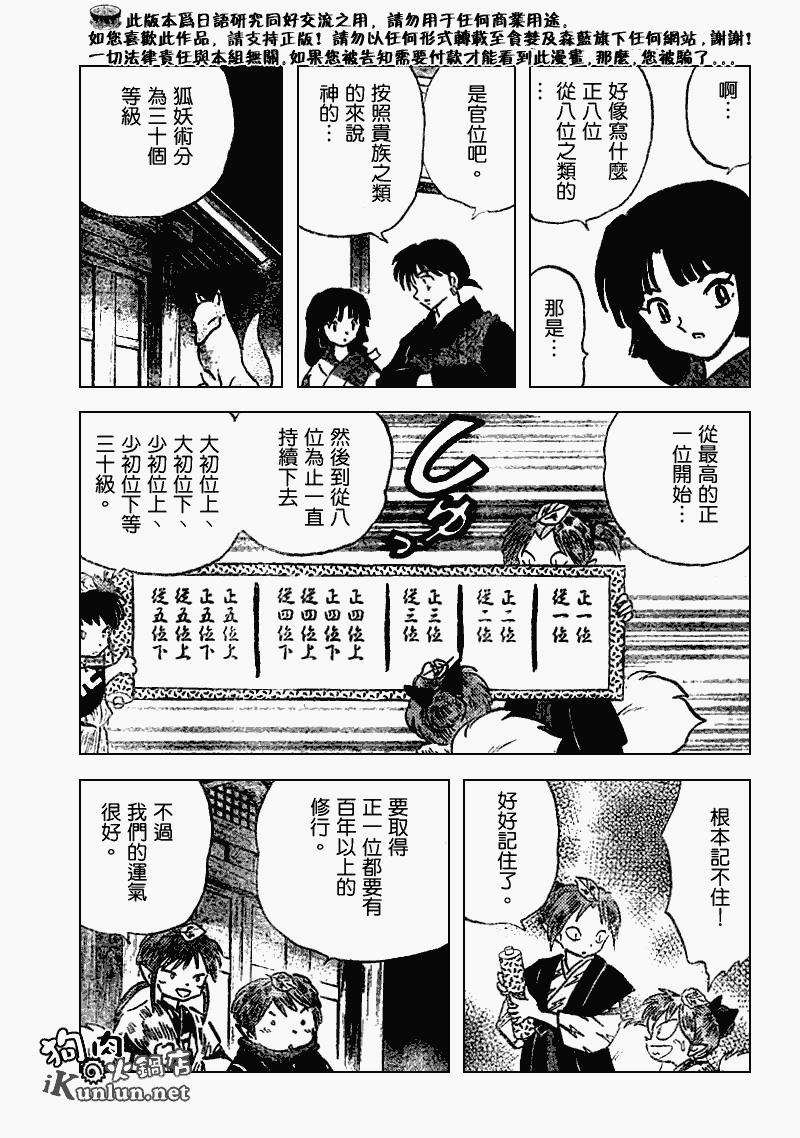 此版本爲日語研究同好交流之用，請勿用于任何商業用途。
如您喜歡此作品，請支持正版！請勿以任何形式轉載至貪婪及森藍旗下任何網站，謝謝！
一切法律責任與本組無關。如果您被告知需要付款才能看到此漫畫，那麼，您被騙了。。。
啊…
好像寫什麼
正八位
從八位之類的
…
那是…
是官位吧。
按照貴族之類
的來說
神的…
狐妖術分
為三十個
等級
從最高的正
一位開始…
然後到從八
位為止一直
持續下去
大初位上、
大初位下、
少初位上、
少初位下等
三十級。
正一位
從一位
正二位
從二位
正三位
從三位
正四位上
正四位下
從四位上
從四位下
正五位上
正五位下
從五位上
從五位下
根本記不住！
好好記住了。
要取得
正一位都要有
百年以上的
修行。
不過
我們的運氣
很好。
狗肉火鍋店
iKunlun.net